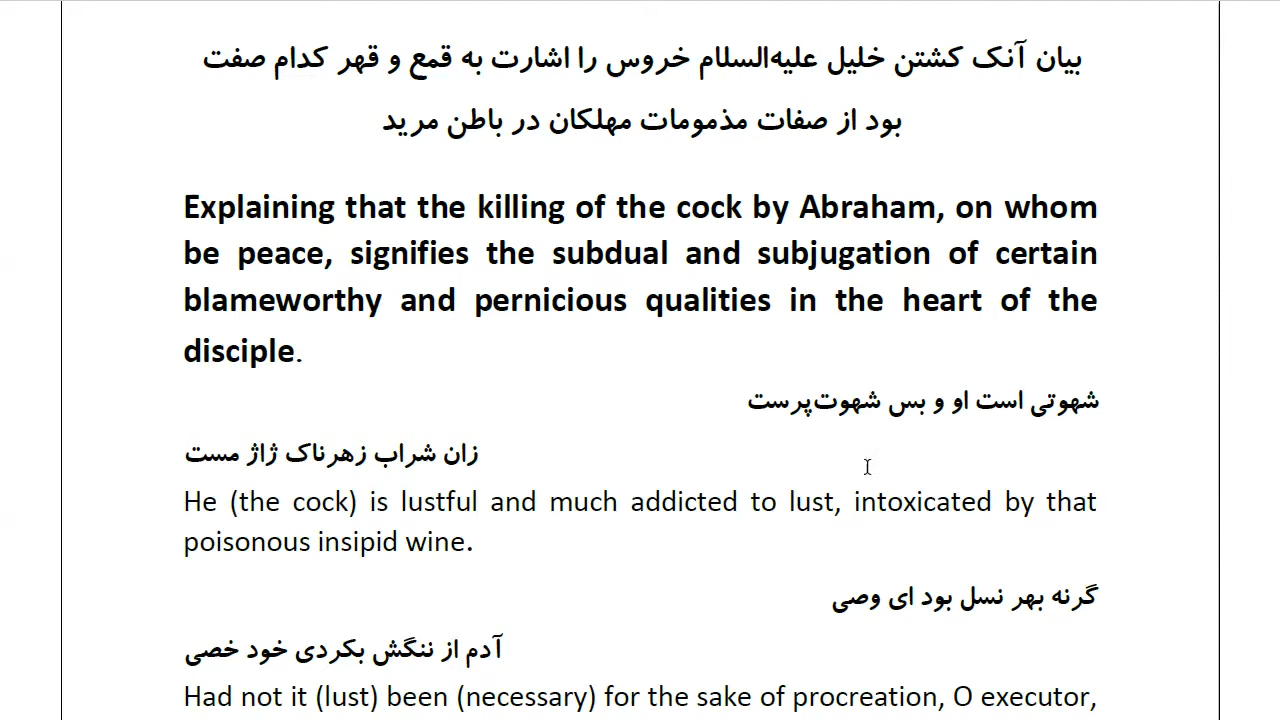 بیان آنک کشتن خلیل علیه‌السلام خروس را اشارت به قمع و قهر کدام صفت
بود از صفات مذمومات مهلکان در باطن مرید
Explaining that the killing of the cock by Abraham, on whom
be peace, signifies the subdual and subjugation of certain
blameworthy and pernicious qualities in the heart of the
disciple.
شهوتی است او و بس شهوت‌پرست
زان شراب زهرناک ژاژ مست
He (the cock) is lustful and much addicted to lust, intoxicated by that
poisonous insipid wine.
گرنه بهر نسل بود ای وصی
آدم از ننگش بکردی خود خصی
Had not it (lust) been (necessary) for the sake of procreation, O executor,